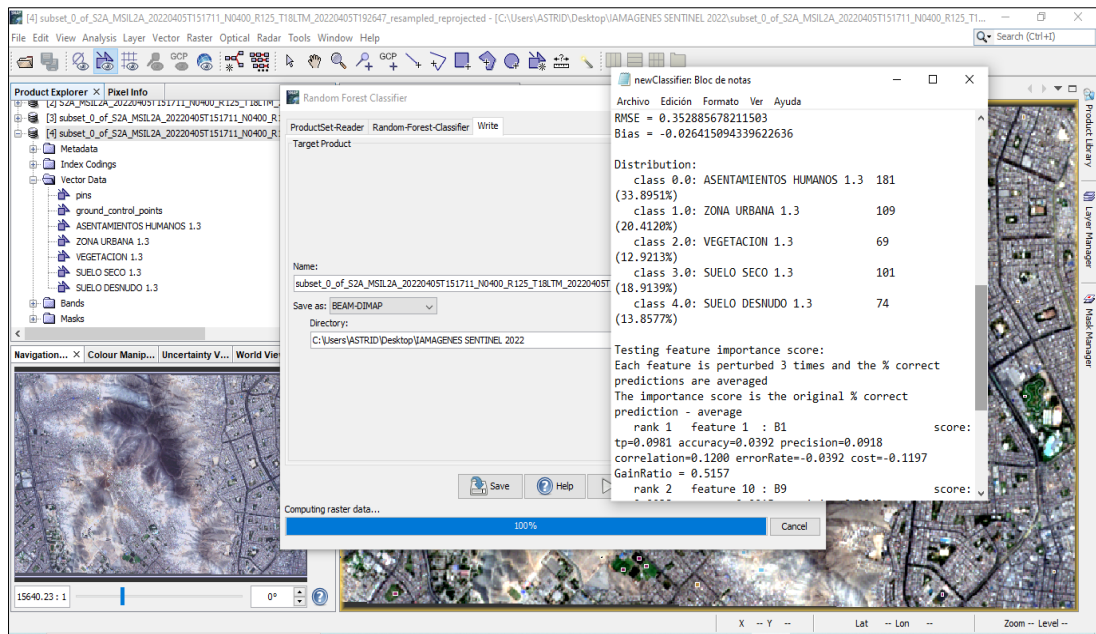 [4] subset_0_of_S2A_MSIL2A_20220405T151711_N0400_R125_T18LTM_20220405T192647_resampled_reprojected - [C:\Users\ASTRID\Desktop\IAMAGENES SENTINEL 2022\subset_0_of_S2A_MSIL2A_20220405T151711_N0400_R125_T1...
File Edit View Analysis Layer Vector Raster Optical Radar Tools Window Help
Search (Ctrl+I)
GCP
GCP
Product Explorer × Pixel Info
[2] S2A_MSIL2A_20220405T151711_N0400_R125_T18LTM_
[3] subset_0_of_S2A_MSIL2A_20220405T151711_N0400_R
[4] subset_0_of_S2A_MSIL2A_20220405T151711_N0400_R
Metadata
Index Codings
Vector Data
pins
ground_control_points
ASENTAMIENTOS HUMANOS 1.3
ZONA URBANA 1.3
VEGETACION 1.3
SUELO SECO 1.3
SUELO DESNUDO 1.3
Bands
Masks
Navigation... × Colour Manip... Uncertainty V... World Vie
15640.23 : 1
0°
Random Forest Classifier
ProductSet-Reader Random-Forest-Classifier Write
Target Product
Name:
subset_0_of_S2A_MSIL2A_20220405T151711_N0400_R125_T18LTM_20220405T
Save as: BEAM-DIMAP
Directory:
C:\Users\ASTRID\Desktop\IAMAGENES SENTINEL 2022
Save
Help
Computing raster data...
100%
Cancel
newClassifier: Bloc de notas
Archivo Edición Formato Ver Ayuda
RMSE = 0.352885678211503
Bias = -0.026415094339622636
Distribution:
class 0.0: ASENTAMIENTOS HUMANOS 1.3 181
(33.8951%)
class 1.0: ZONA URBANA 1.3 109
(20.4120%)
class 2.0: VEGETACION 1.3 69
(12.9213%)
class 3.0: SUELO SECO 1.3 101
(18.9139%)
class 4.0: SUELO DESNUDO 1.3 74
(13.8577%)
Testing feature importance score:
Each feature is perturbed 3 times and the % correct
predictions are averaged
The importance score is the original % correct
prediction - average
rank 1 feature 1 : B1 score:
tp=0.0981 accuracy=0.0392 precision=0.0918
correlation=0.1200 errorRate=-0.0392 cost=-0.1197
GainRatio = 0.5157
rank 2 feature 10 : B9 score:
Product Library
Layer Manager
Mask Manager
X -- Y -- Lat -- Lon -- Zoom -- Level --